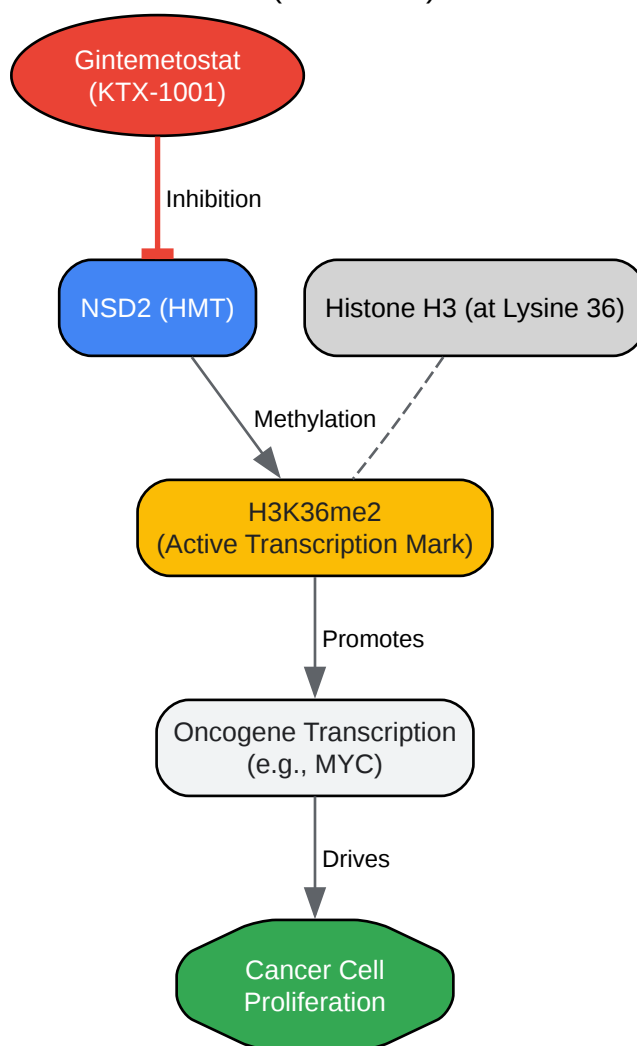 Gintemetostat
(KTX-1001)
Inhibition
NSD2 (HMT)
Histone H3 (at Lysine 36)
Methylation
H3K36me2
(Active Transcription Mark)
Promotes
Oncogene Transcription
(e.g., MYC)
Drives
Cancer Cell
Proliferation